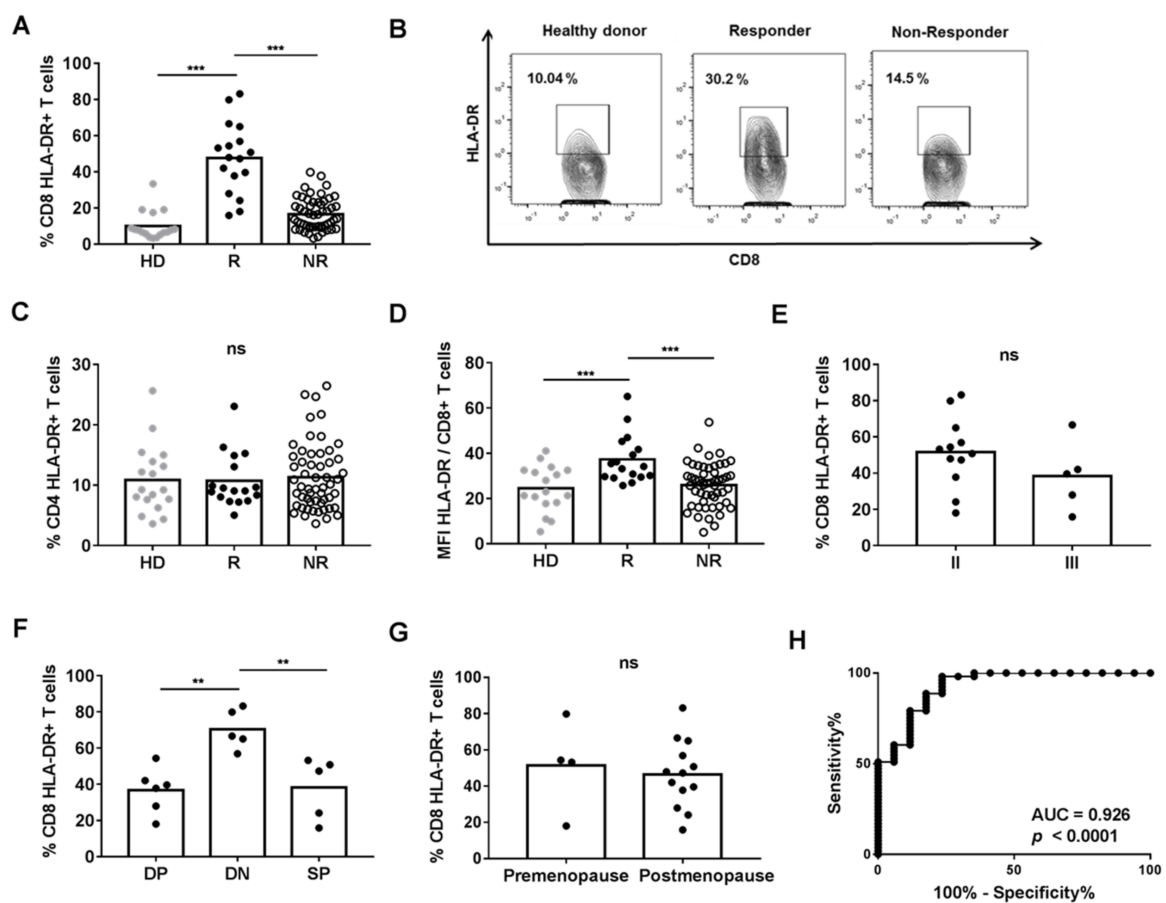 A
% CD8 HLA-DR+ T cells
100
80
60
40
20
0
***
***
HD R NR
B
Healthy donor Responder Non-Responder
10.04 % 30.2 % 14.5 %
HLA-DR
CD8
C
% CD4 HLA-DR+ T cells
30
20
10
0
ns
HD R NR
D
MFI HLA-DR / CD8+ T cells
80
60
40
20
0
***
***
HD R NR
E
% CD8 HLA-DR+ T cells
100
80
60
40
20
0
ns
II III
F
% CD8 HLA-DR+ T cells
100
80
60
40
20
0
**
**
DP DN SP
G
% CD8 HLA-DR+ T cells
100
80
60
40
20
0
ns
Premenopause Postmenopause
H
Sensitivity%
100
50
0
AUC = 0.926
p < 0.0001
0 50 100
100% - Specificity%